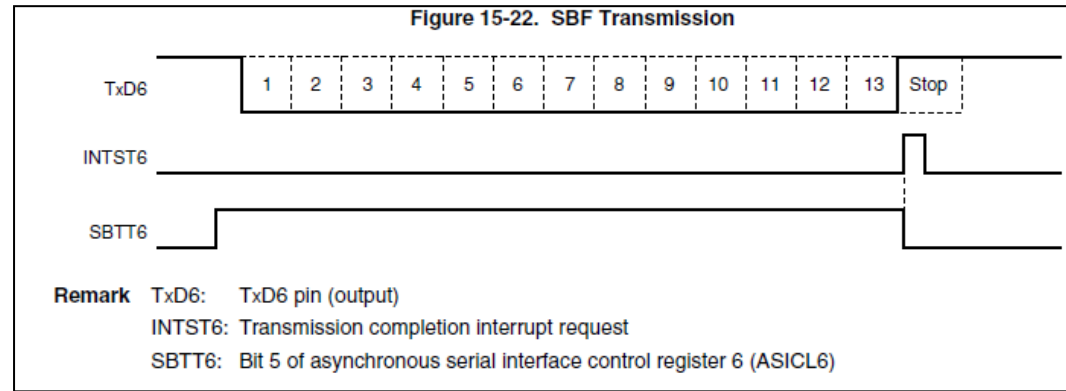 Figure 15-22. SBF Transmission
TxD6 1 2 3 4 5 6 7 8 9 10 11 12 13 Stop
INTST6
SBTT6
Remark TxD6: TxD6 pin (output)
INTST6: Transmission completion interrupt request
SBTT6: Bit 5 of asynchronous serial interface control register 6 (ASICL6)